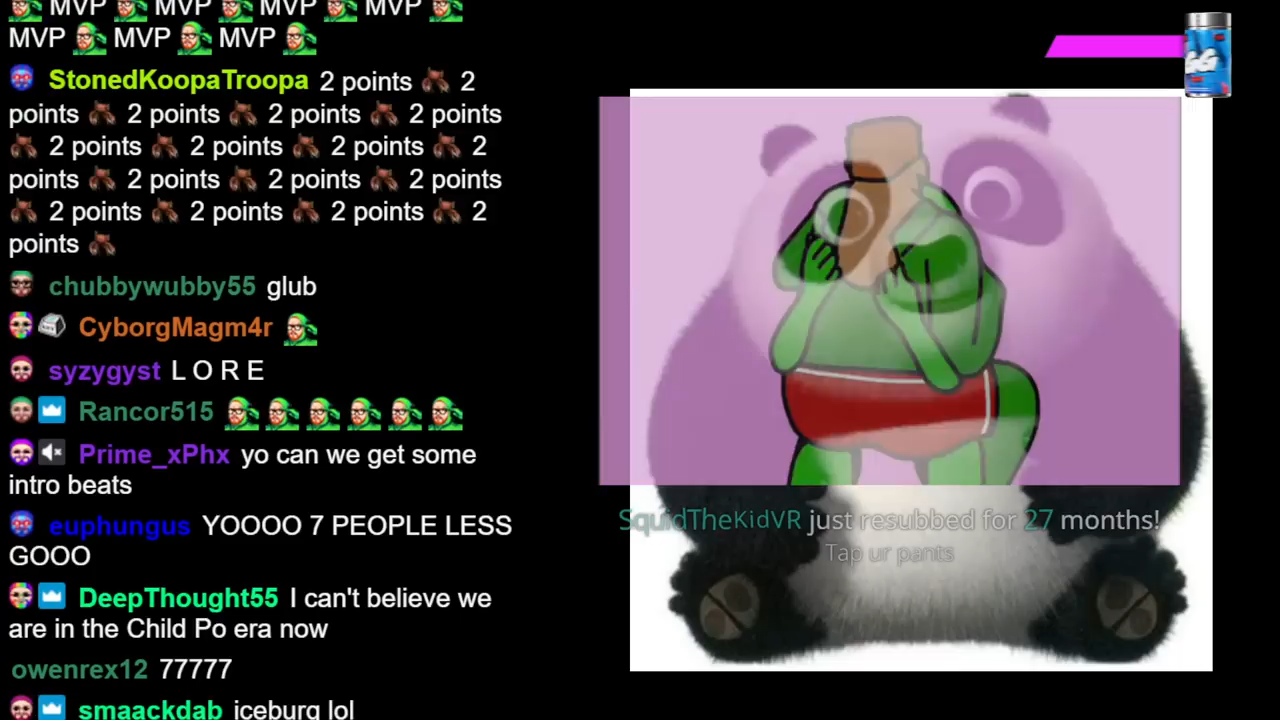 MVP MVP MVP MVP
MVP MVP MVP
StonedKoopaTroopa 2 points 2
points 2 points 2 points 2 points
2 points 2 points 2 points 2
points 2 points 2 points 2 points
2 points 2 points 2 points 2
points
chubbywubby55 glub
CyborgMagm4r
syzygyst L O R E
Rancor515
Prime_xPhx yo can we get some
intro beats
euphungus YOOOO 7 PEOPLE LESS
GOOO
DeepThought55 I can't believe we
are in the Child Po era now
owenrex12 77777
smaackdab iceburg lol
GG
SquidTheKidVR just resubbed for 27 months!
Tap ur pants